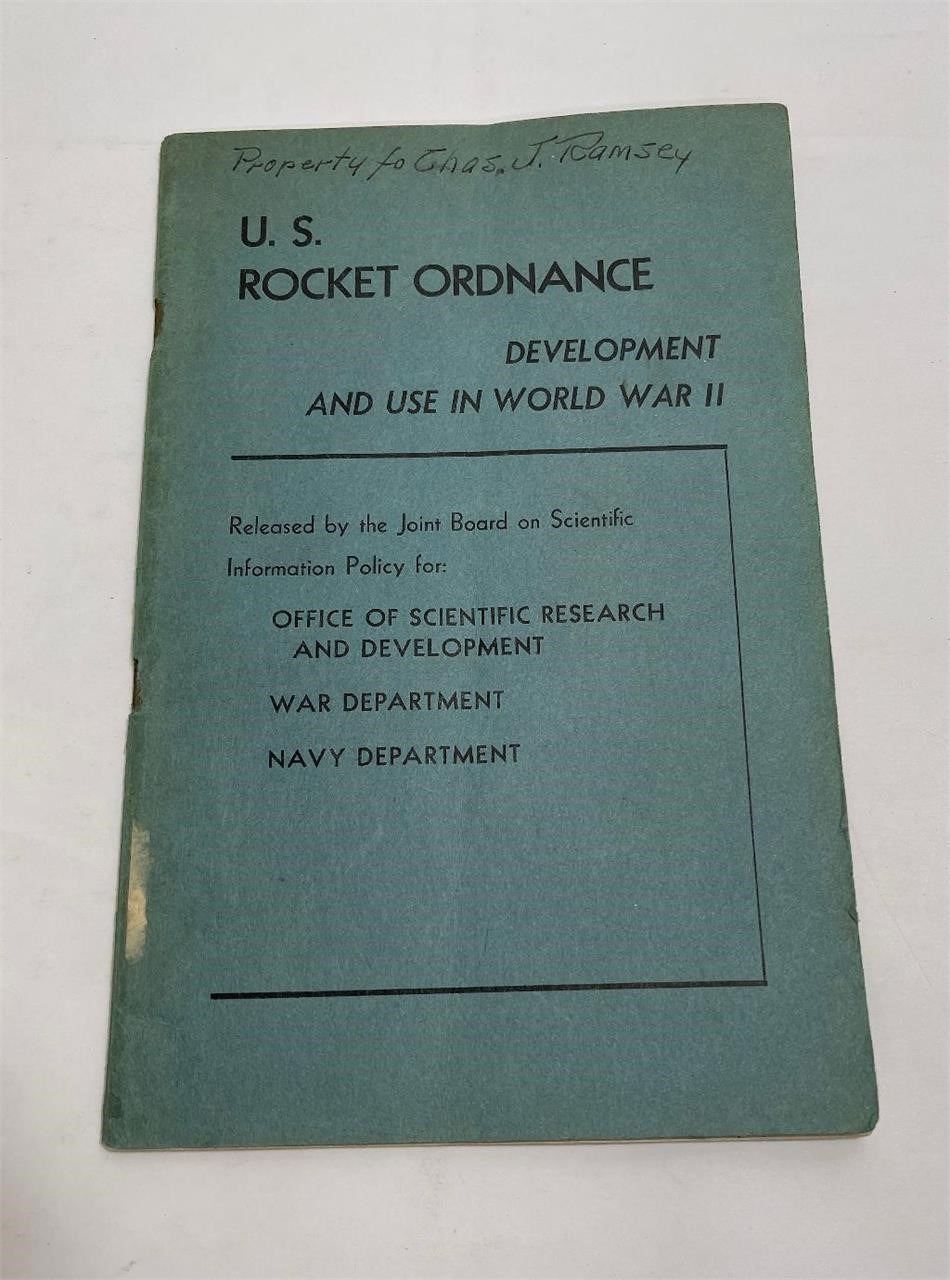 Property fo Chas. J. Ramsey
U. S.
ROCKET ORDNANCE
DEVELOPMENT
AND USE IN WORLD WAR II
Released by the Joint Board on Scientific
Information Policy for:
OFFICE OF SCIENTIFIC RESEARCH
AND DEVELOPMENT
WAR DEPARTMENT
NAVY DEPARTMENT